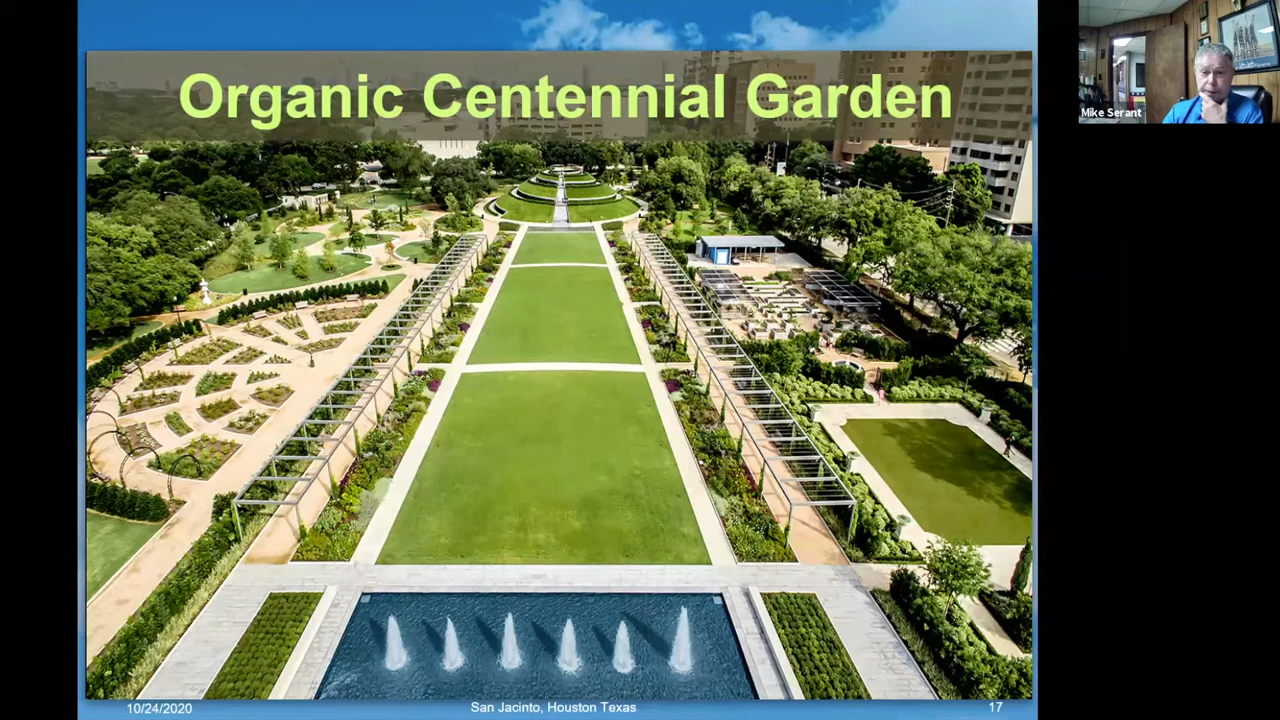 Organic Centennial Garden
Mike Serant
10/24/2020
San Jacinto, Houston Texas
17